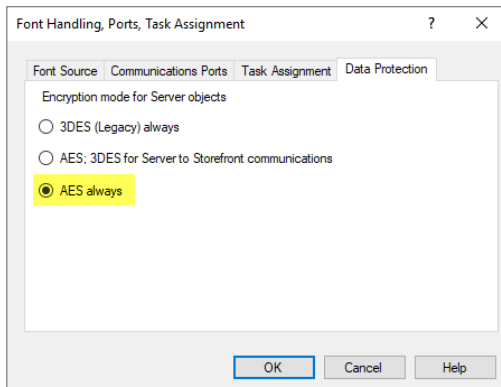 Font Handling, Ports, Task Assignment ? X
Font Source Communications Ports Task Assignment Data Protection
Encryption mode for Server objects
3DES (Legacy) always
AES; 3DES for Server to Storefront communications
AES always
OK Cancel Help